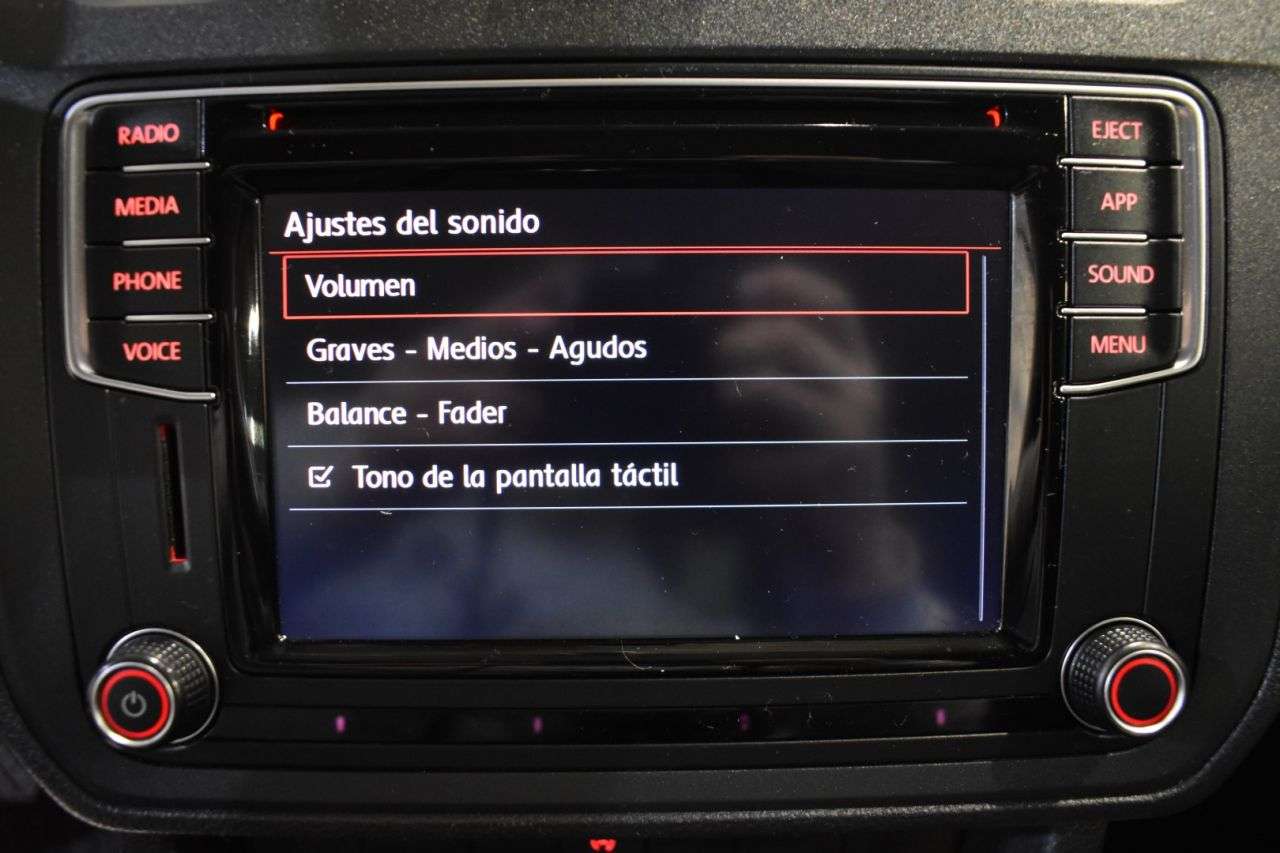 RADIO
MEDIA
PHONE
VOICE
Ajustes del sonido
Volumen
Graves - Medios - Agudos
Balance - Fader
Tono de la pantalla táctil
EJECT
APP
SOUND
MENU